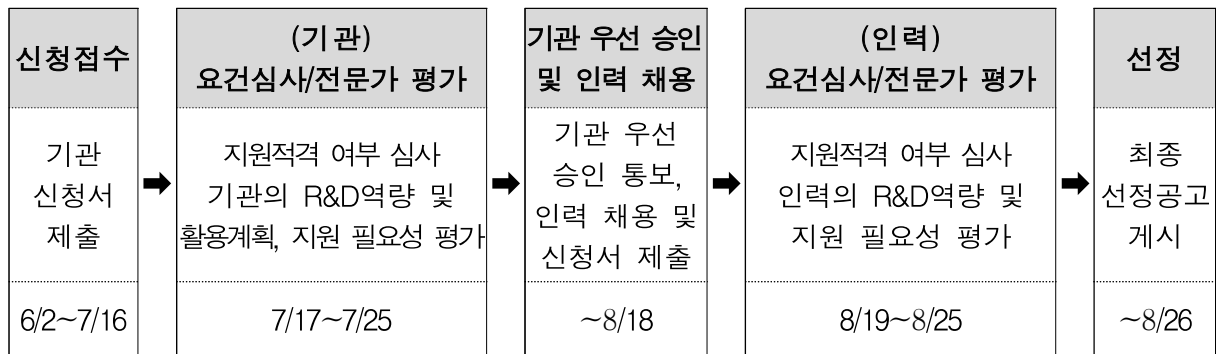 신청접수
기관
신청서
제출
6/2~7/16
➡
(기관)
요건심사/전문가 평가
지원적격 여부 심사
기관의 R&D역량 및
활용계획, 지원 필요성 평가
7/17~7/25
➡
기관 우선 승인
및 인력 채용
기관 우선
승인 통보,
인력 채용 및
신청서 제출
~8/18
➡
(인력)
요건심사/전문가 평가
지원적격 여부 심사
인력의 R&D역량 및
지원 필요성 평가
8/19~8/25
➡
선정
최종
선정공고
게시
~8/26